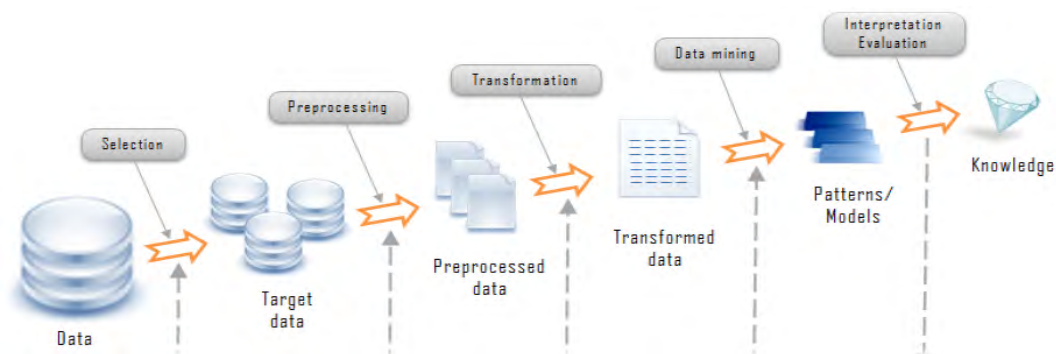 Interpretation
Evaluation
Data mining
Transformation
Preprocessing
Selection
Knowledge
Patterns/
Models
Transformed
data
Preprocessed
data
Target
data
Data